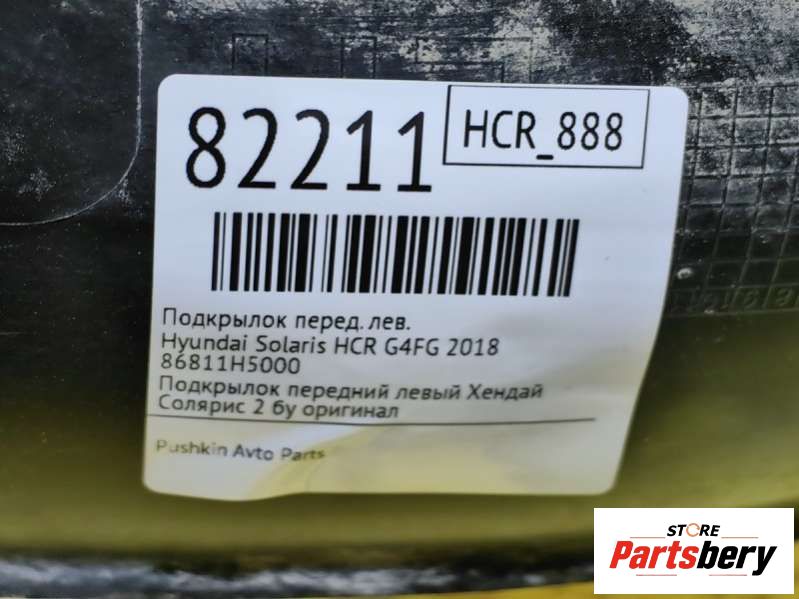 82211
HCR_888
Подкрылок перед. лев.
Hyundai Solaris HCR G4FG 2018
86811H5000
Подкрылок передний левый Хендай
Солярис 2 бу оригинал
Pushkin Avto Parts
STORE
Partsbery